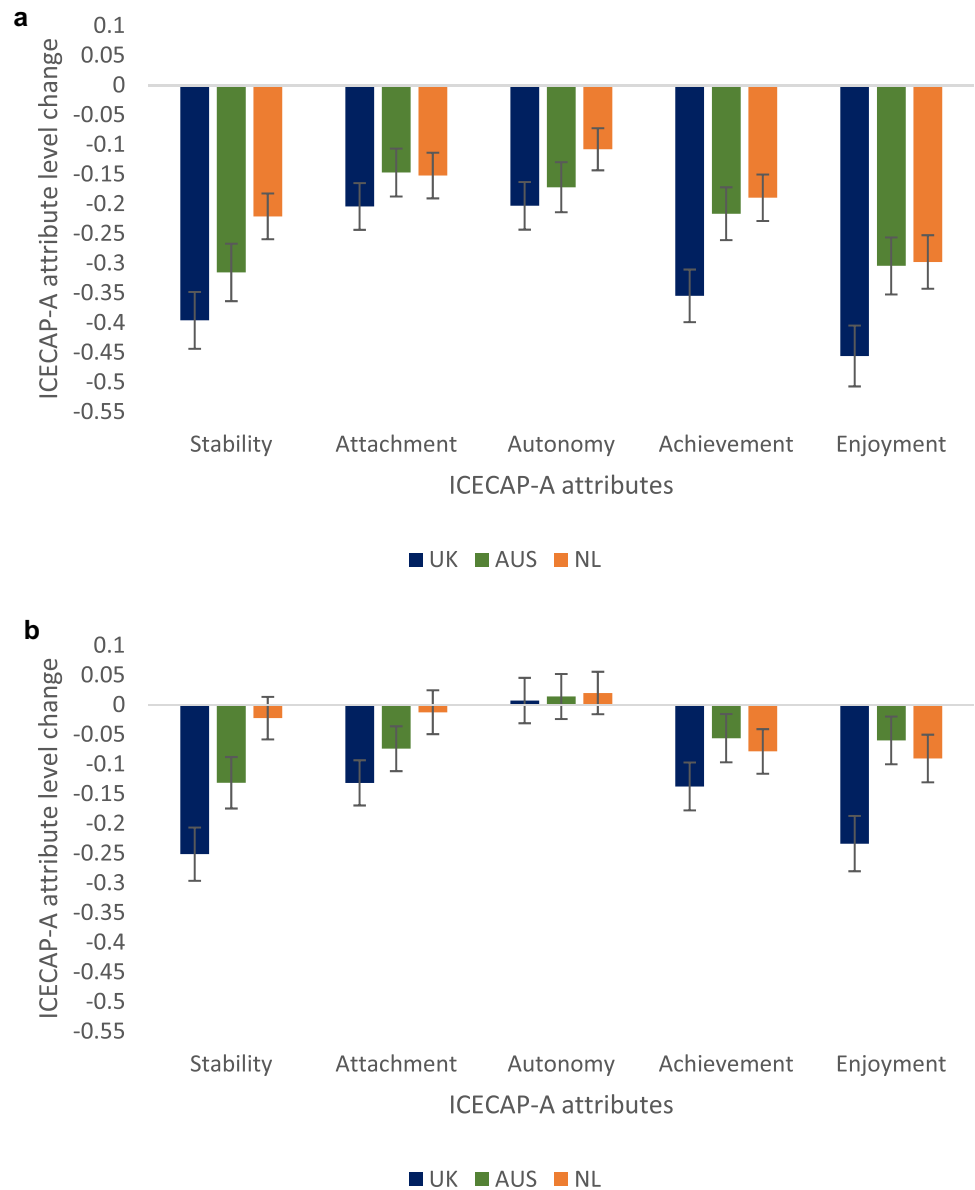 a
ICECAP-A attribute level change
0.1
0.05
0
-0.05
-0.1
-0.15
-0.2
-0.25
-0.3
-0.35
-0.4
-0.45
-0.5
-0.55
Stability Attachment Autonomy Achievement Enjoyment
ICECAP-A attributes
UK AUS NL
b
ICECAP-A attribute level change
0.1
0.05
0
-0.05
-0.1
-0.15
-0.2
-0.25
-0.3
-0.35
-0.4
-0.45
-0.5
-0.55
Stability Attachment Autonomy Achievement Enjoyment
ICECAP-A attributes
UK AUS NL